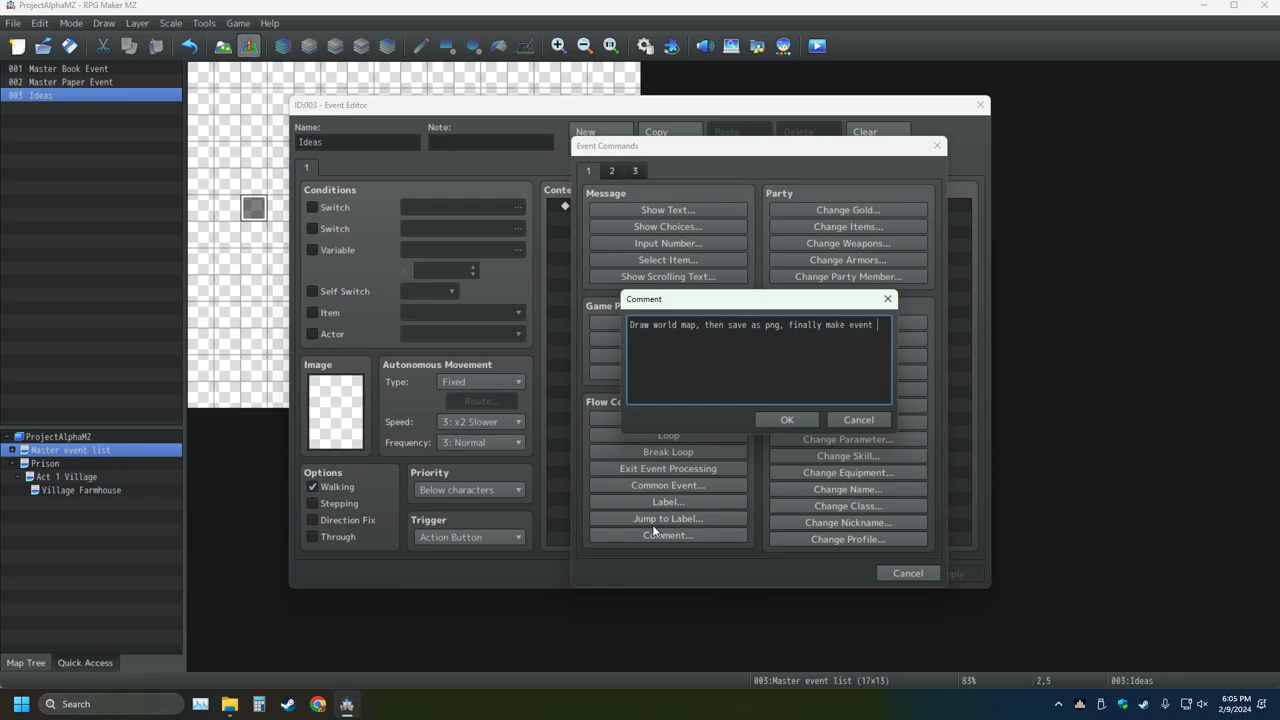 ProjectAlphaMZ - RPG Maker MZ
File Edit Mode Draw Layer Scale Tools Game Help
001 Master Book Event
002 Master Paper Event
003 Ideas
ID:003 - Event Editor
Name: Note:
Ideas
New Copy Paste Delete Clear
1
Conditions
Switch ...
Switch ...
Variable ...
Self Switch
Item
Actor
Image
Autonomous Movement
Type: Fixed
Route...
Speed: 3: x2 Slower
Frequency: 3: Normal
Options
Walking
Stepping
Direction Fix
Through
Priority
Below characters
Trigger
Action Button
Conte
Event Commands
1 2 3
Message
Show Text...
Show Choices...
Input Number...
Select Item...
Show Scrolling Text...
Party
Change Gold...
Change Items...
Change Weapons...
Change Armors...
Change Party Member...
Game P
Comment
Draw world map, then save as png, finally make event
OK Cancel
Flow Co
Loop
Break Loop
Exit Event Processing
Common Event...
Label...
Jump to Label...
Comment...
Change Parameter...
Change Skill...
Change Equipment...
Change Name...
Change Class...
Change Nickname...
Change Profile...
Cancel
pply
ProjectAlphaMZ
Master event list
Prison
Act 1 Village
Village Farmhouse
Map Tree Quick Access
003:Master event list (17x13) 83% 2,5 003:Ideas
Search
6:05 PM
2/9/2024